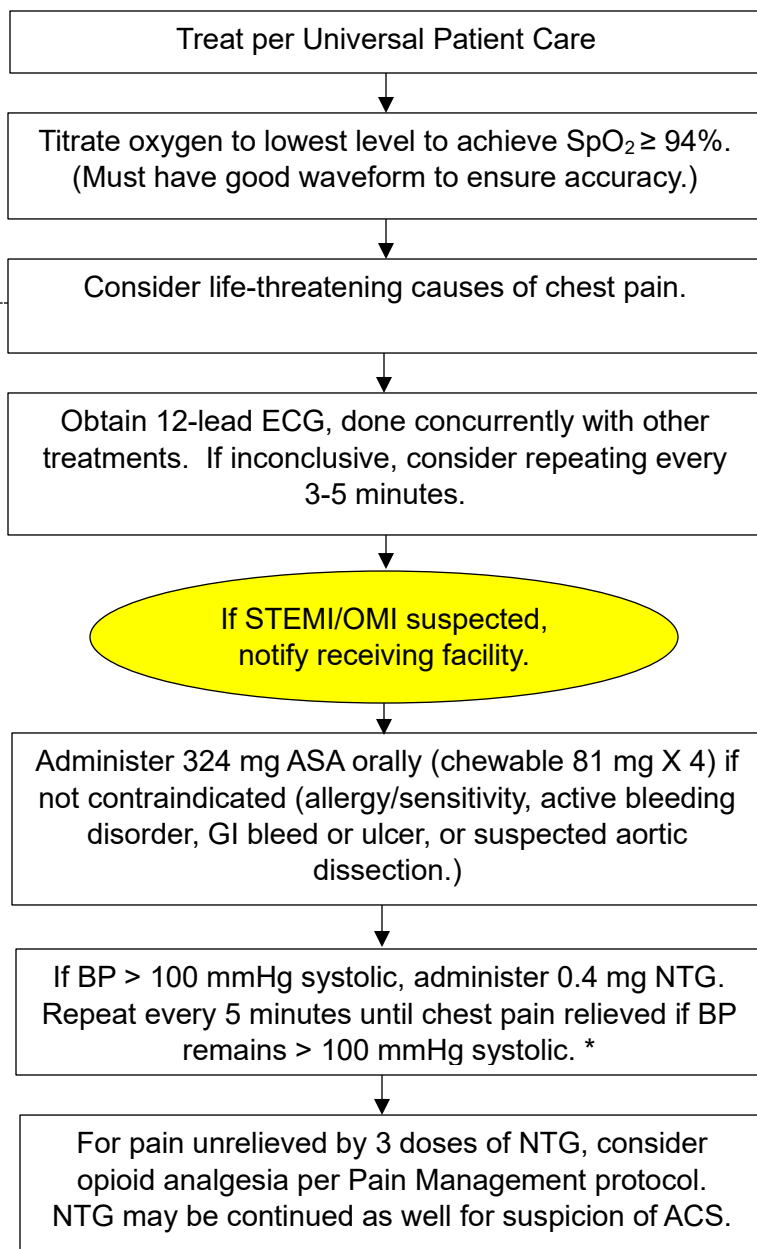 Treat per Universal Patient Care
Titrate oxygen to lowest level to achieve SpO₂ ≥ 94%.
(Must have good waveform to ensure accuracy.)
Consider life-threatening causes of chest pain.
Obtain 12-lead ECG, done concurrently with other
treatments.  If inconclusive, consider repeating every
3-5 minutes.
If STEMI/OMI suspected,
notify receiving facility.
Administer 324 mg ASA orally (chewable 81 mg X 4) if
not contraindicated (allergy/sensitivity, active bleeding
disorder, GI bleed or ulcer, or suspected aortic
dissection.)
If BP > 100 mmHg systolic, administer 0.4 mg NTG.
Repeat every 5 minutes until chest pain relieved if BP
remains > 100 mmHg systolic. *
For pain unrelieved by 3 doses of NTG, consider
opioid analgesia per Pain Management protocol.
NTG may be continued as well for suspicion of ACS.